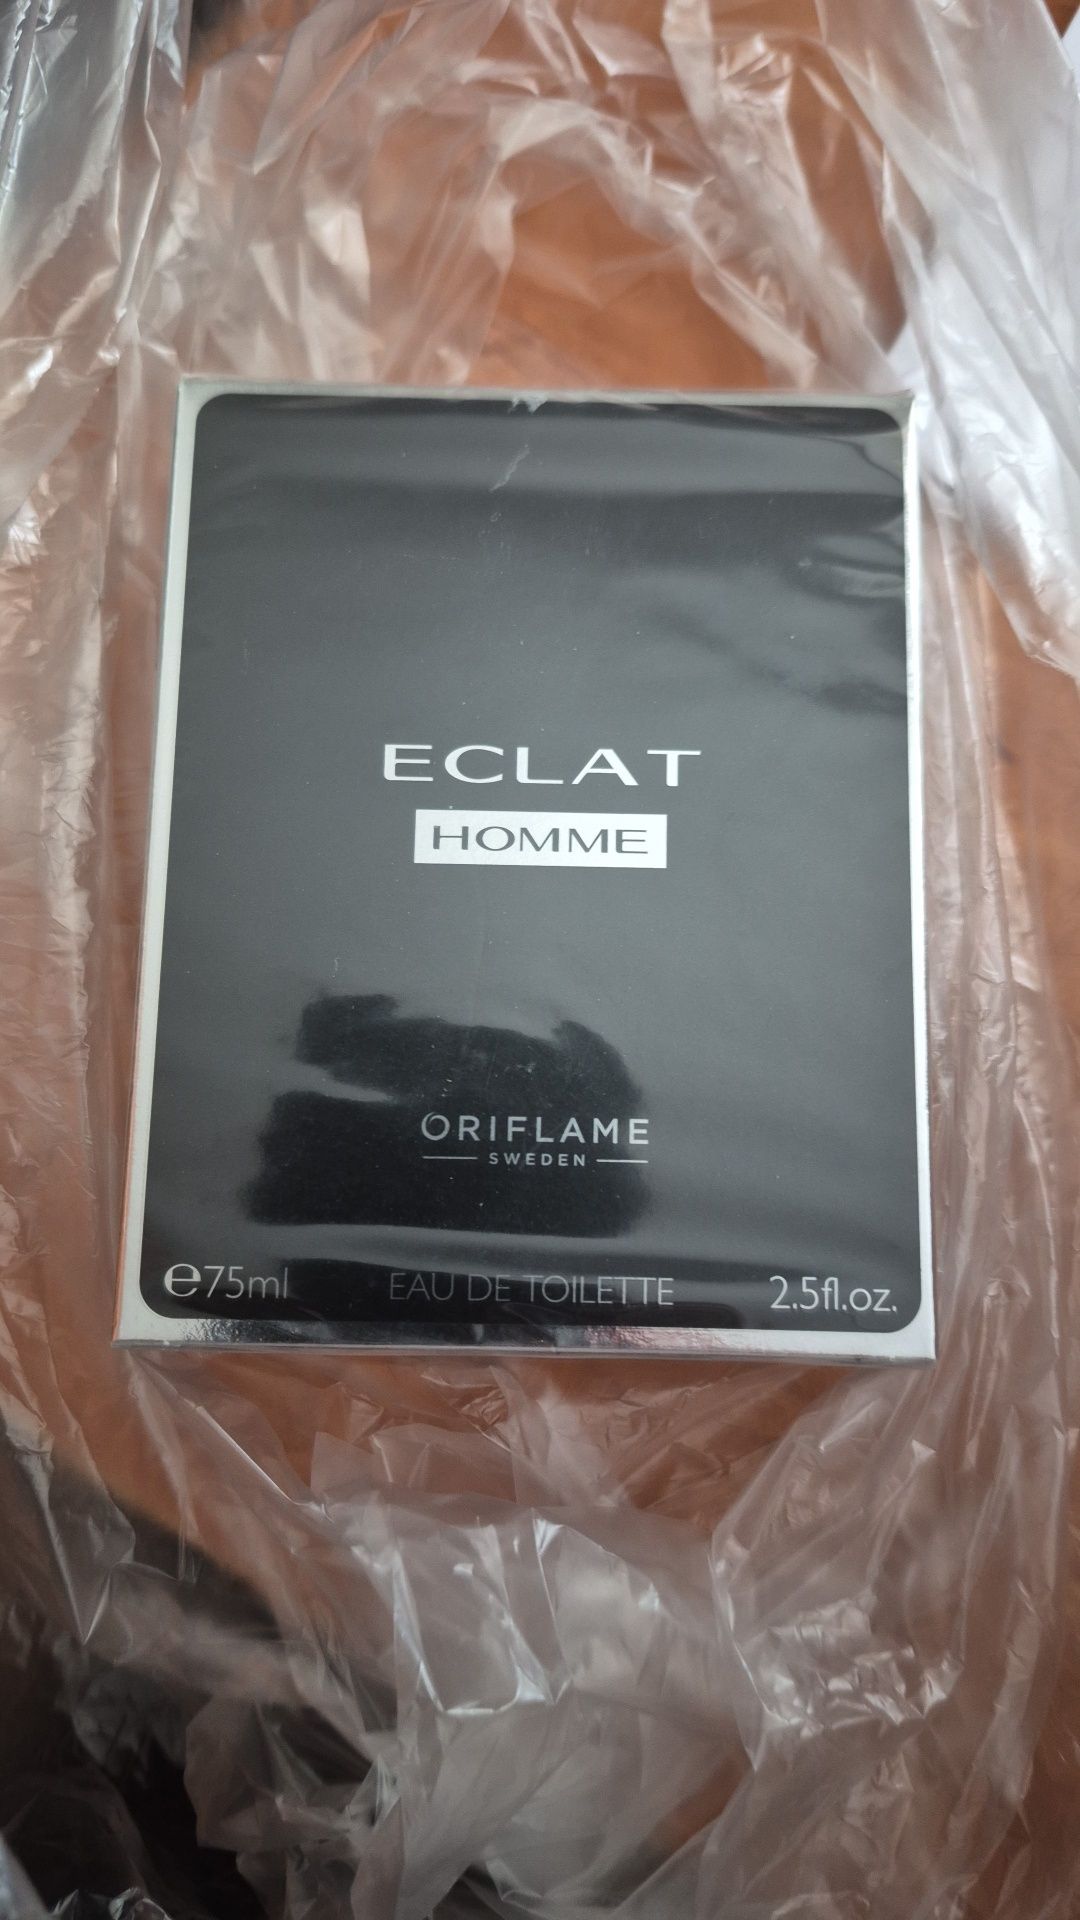 ECLAT
HOMME
ORIFLAME
SWEDEN
℮75ml EAU DE TOILETTE 2.5fl.oz.